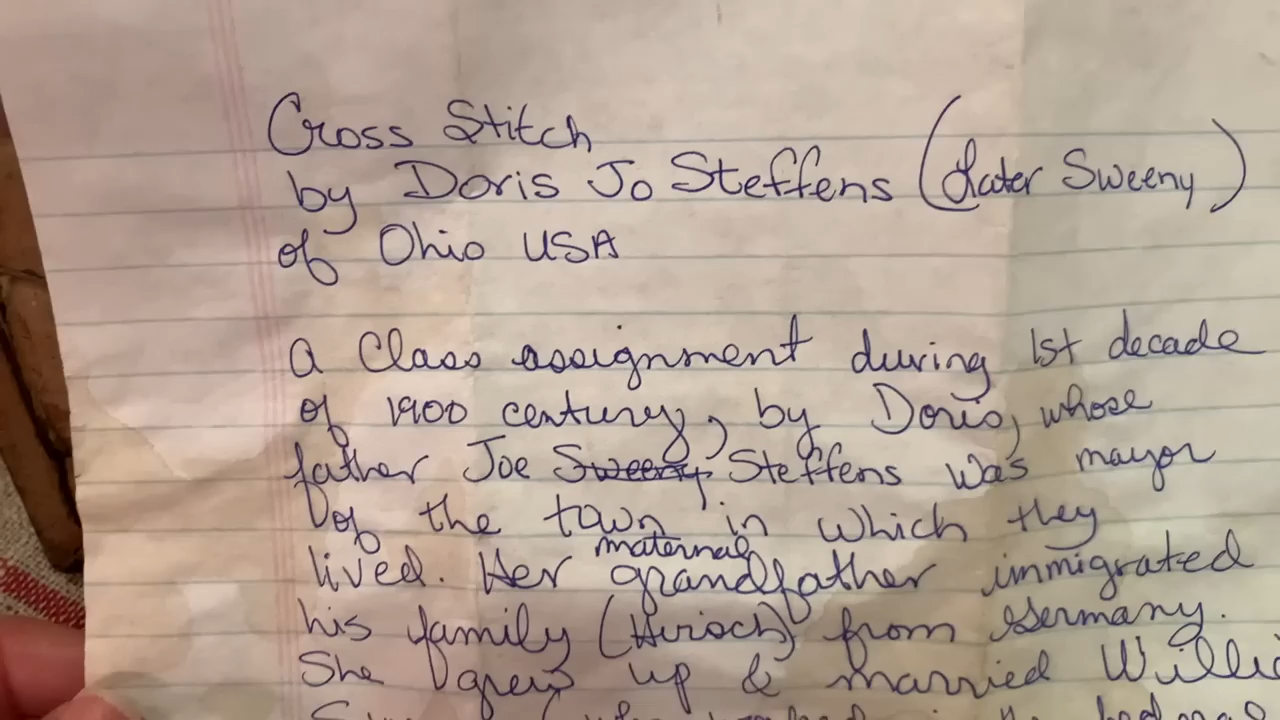 Cross Stitch
by Doris Jo Steffens (Later Sweeny)
of Ohio USA
A Class assignment during 1st decade
of 1900 century, by Doris, whose
father Joe Sweeny, Steffens was mayor
of the town in which they
lived. Her maternal grandfather immigrated
his family (Hirsch) from Germany.
She grew up & married